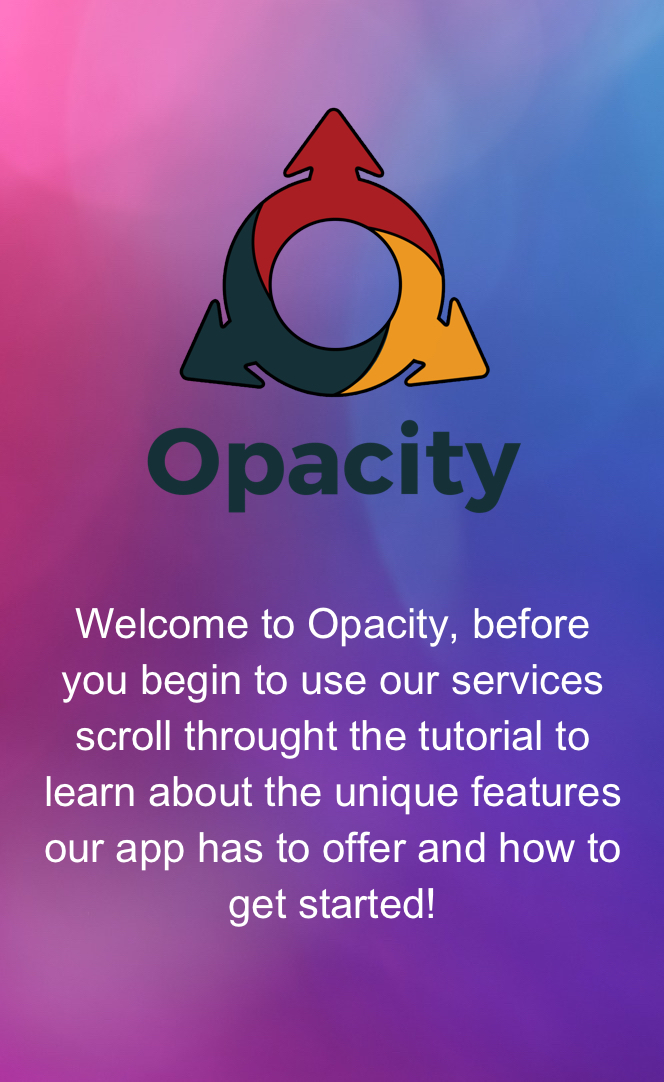 Opacity
Welcome to Opacity, before
you begin to use our services
scroll throught the tutorial to
learn about the unique features
our app has to offer and how to
get started!